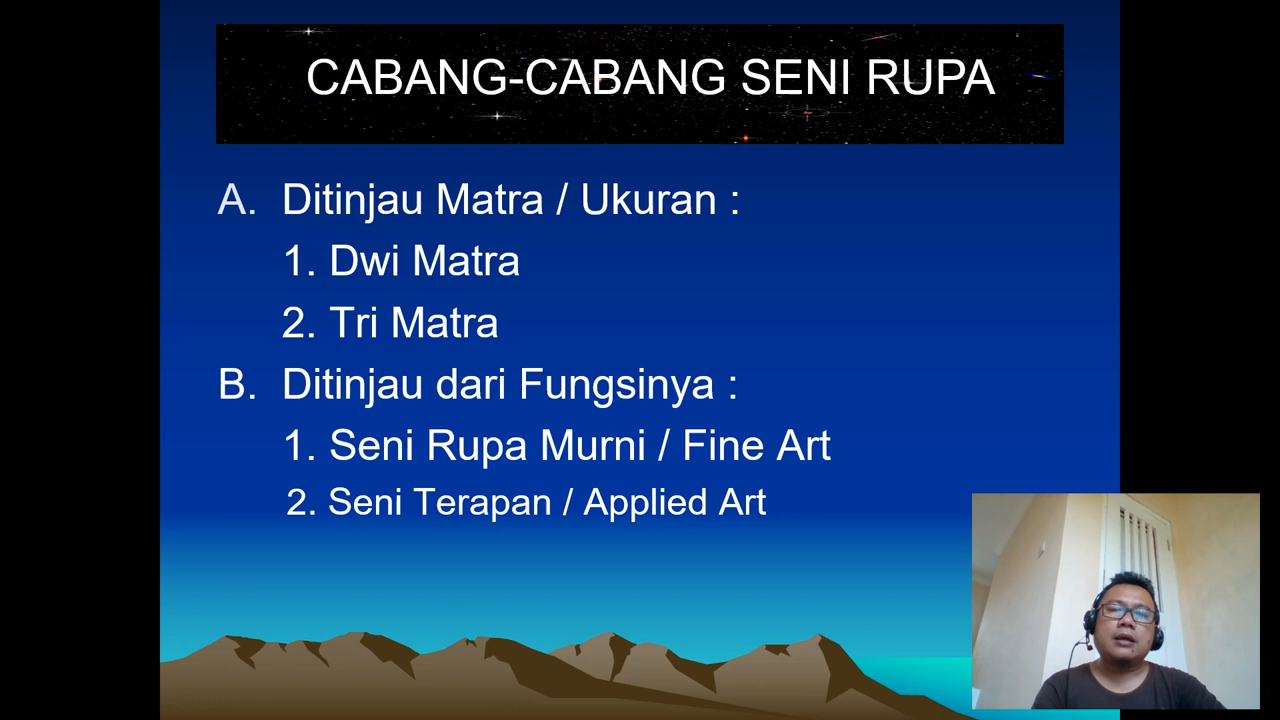 CABANG-CABANG SENI RUPA
A. Ditinjau Matra / Ukuran :
1. Dwi Matra
2. Tri Matra
B. Ditinjau dari Fungsinya :
1. Seni Rupa Murni / Fine Art
2. Seni Terapan / Applied Art